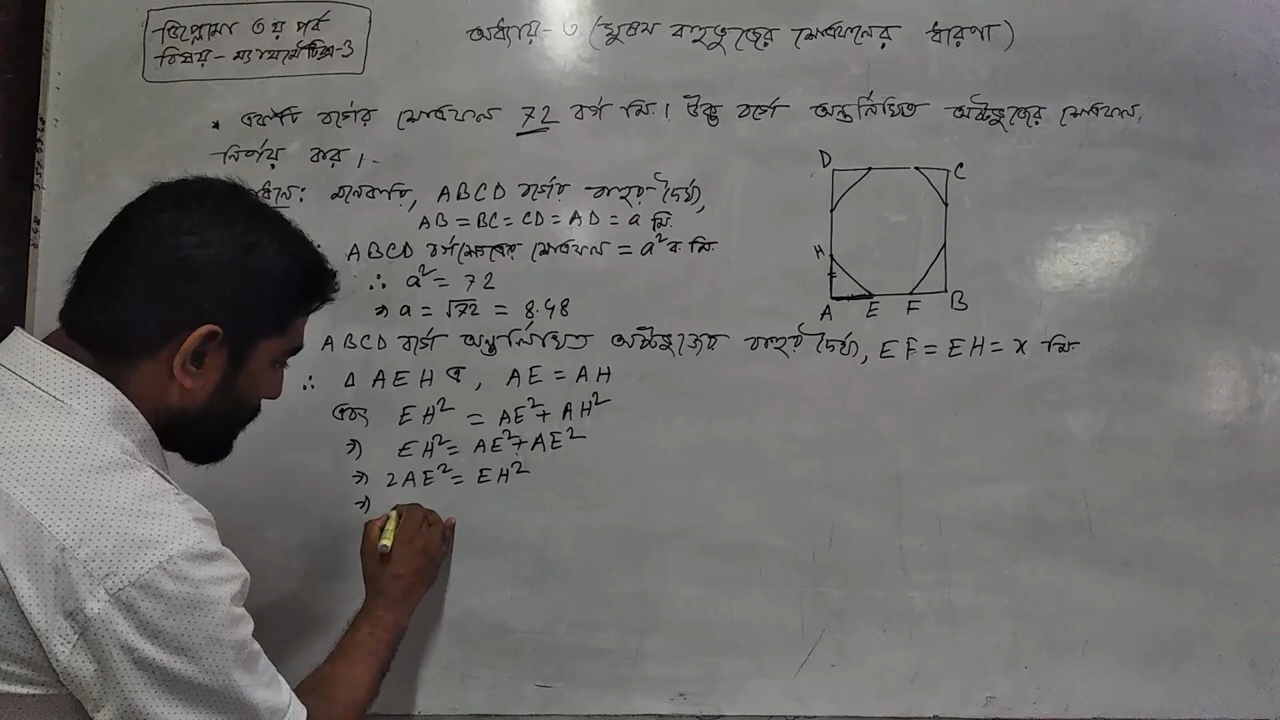 ডিপ্লোমা ৩য় পর্ব
বিষয় - ম্যাথমেটিক্স-3
অধ্যায় - ৩ (সুষম বহুভুজের ক্ষেত্রফলের ধারণা)
* একটি বর্গের ক্ষেত্রফল 72 বর্গ মি। উক্ত বর্গে অন্তর্লিখিত অষ্টভুজের ক্ষেত্রফল
নির্ণয় কর।
মনেকরি, ABCD বর্গের বাহুর দৈর্ঘ্য,
AB = BC = CD = AD = a মি.
ABCD বর্গক্ষেত্রের ক্ষেত্রফল = a² ব. মি
∴ a² = 72
⇒ a = √72 = 8.48
ABCD বর্গে অন্তর্লিখিত অষ্টভুজের বাহুর দৈর্ঘ্য, EF = EH = x মি.
∴ Δ AEH এ, AE = AH
এবং EH² = AE² + AH²
⇒ EH² = AE² + AE²
⇒ 2AE² = EH²
⇒
D C
H
A E F B